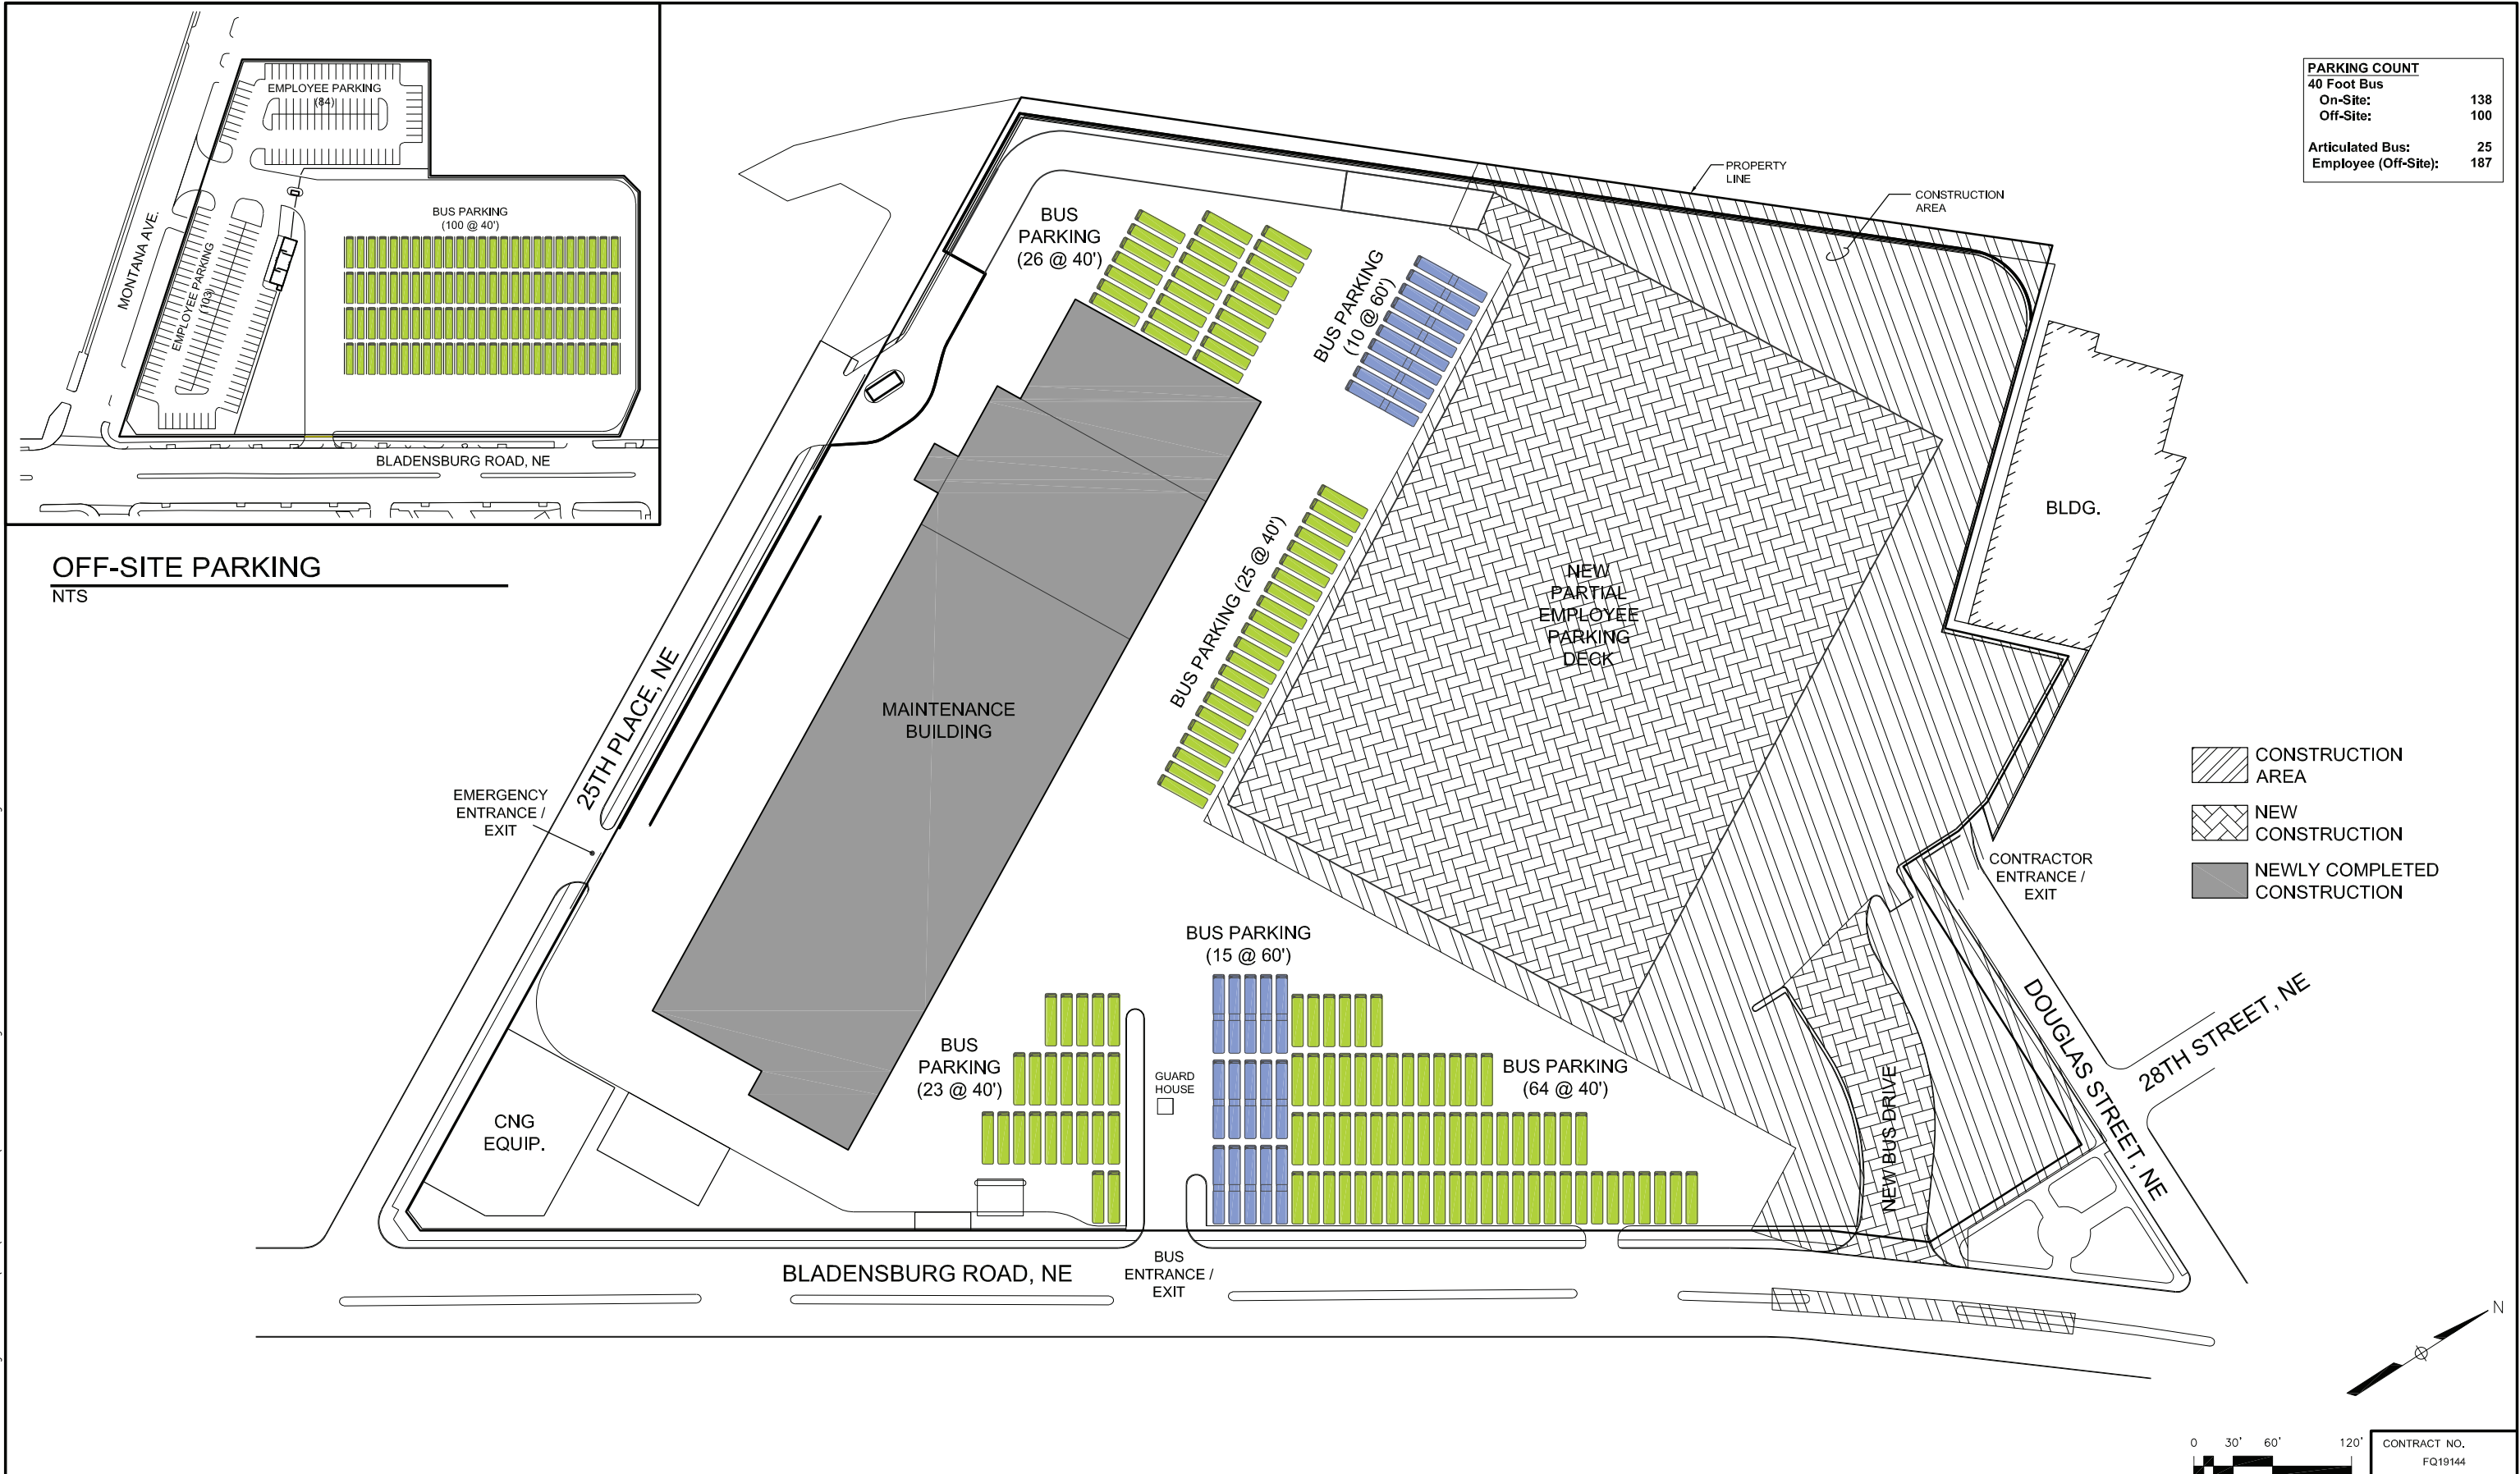 EMPLOYEE PARKING
(84)
BUS PARKING
(100 @ 40')
MONTANA AVE.
EMPLOYEE PARKING
(103)
BLADENSBURG ROAD, NE
OFF-SITE PARKING
NTS
PARKING COUNT
40 Foot Bus
On-Site: 138
Off-Site: 100
Articulated Bus: 25
Employee (Off-Site): 187
PROPERTY
LINE
CONSTRUCTION
AREA
BUS
PARKING
(26 @ 40')
BUS PARKING
(10 @ 60')
BUS PARKING (25 @ 40')
NEW
PARTIAL
EMPLOYEE
PARKING
DECK
BLDG.
MAINTENANCE
BUILDING
25TH PLACE, NE
EMERGENCY
ENTRANCE /
EXIT
CONSTRUCTION
AREA
NEW
CONSTRUCTION
NEWLY COMPLETED
CONSTRUCTION
CONTRACTOR
ENTRANCE /
EXIT
BUS PARKING
(15 @ 60')
BUS
PARKING
(23 @ 40')
GUARD
HOUSE
BUS PARKING
(64 @ 40')
CNG
EQUIP.
NEW BUS DRIVE
DOUGLAS STREET, NE
28TH STREET, NE
BLADENSBURG ROAD, NE
BUS
ENTRANCE /
EXIT
N
0 30' 60' 120'
CONTRACT NO.
FQ19144